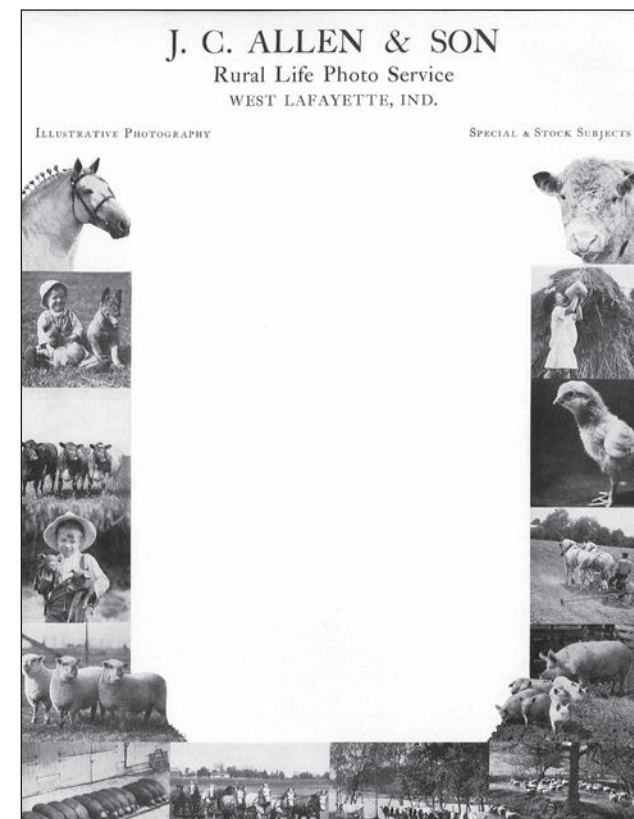 J. C. ALLEN & SON
Rural Life Photo Service
WEST LAFAYETTE, IND.
ILLUSTRATIVE PHOTOGRAPHY
SPECIAL & STOCK SUBJECTS